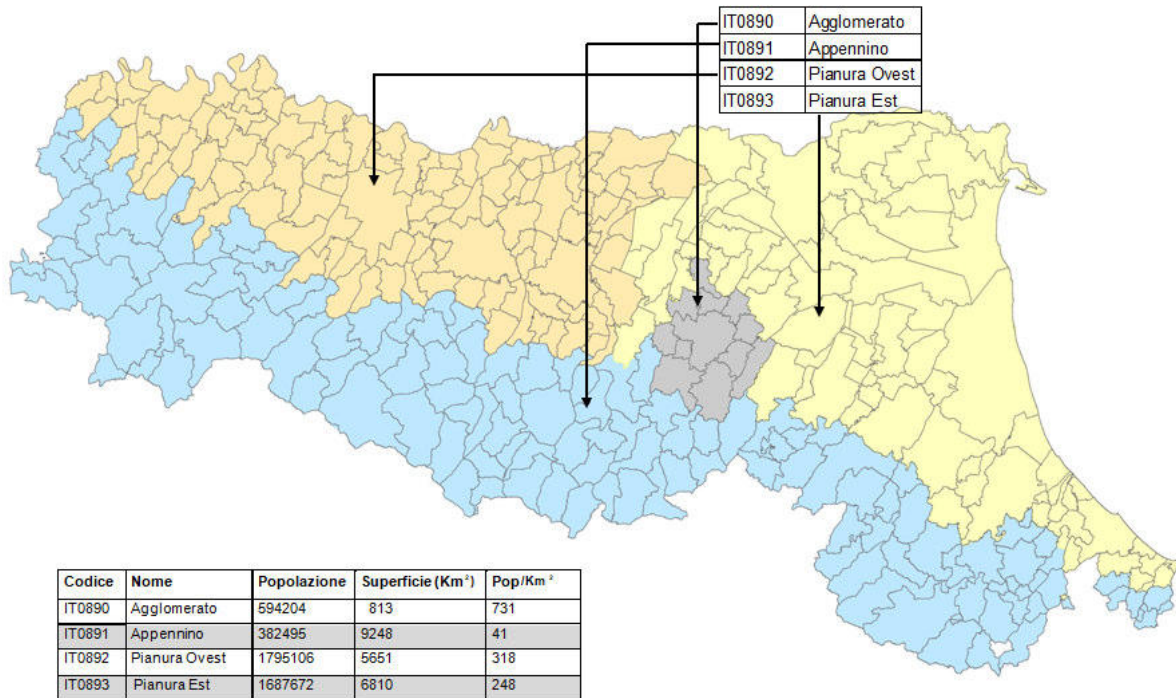 IT0890 Agglomerato
IT0891 Appennino
IT0892 Pianura Ovest
IT0893 Pianura Est
Codice Nome Popolazione Superficie (Km²) Pop/Km²
IT0890 Agglomerato 594204 813 731
IT0891 Appennino 382495 9248 41
IT0892 Pianura Ovest 1795106 5651 318
IT0893 Pianura Est 1687672 6810 248